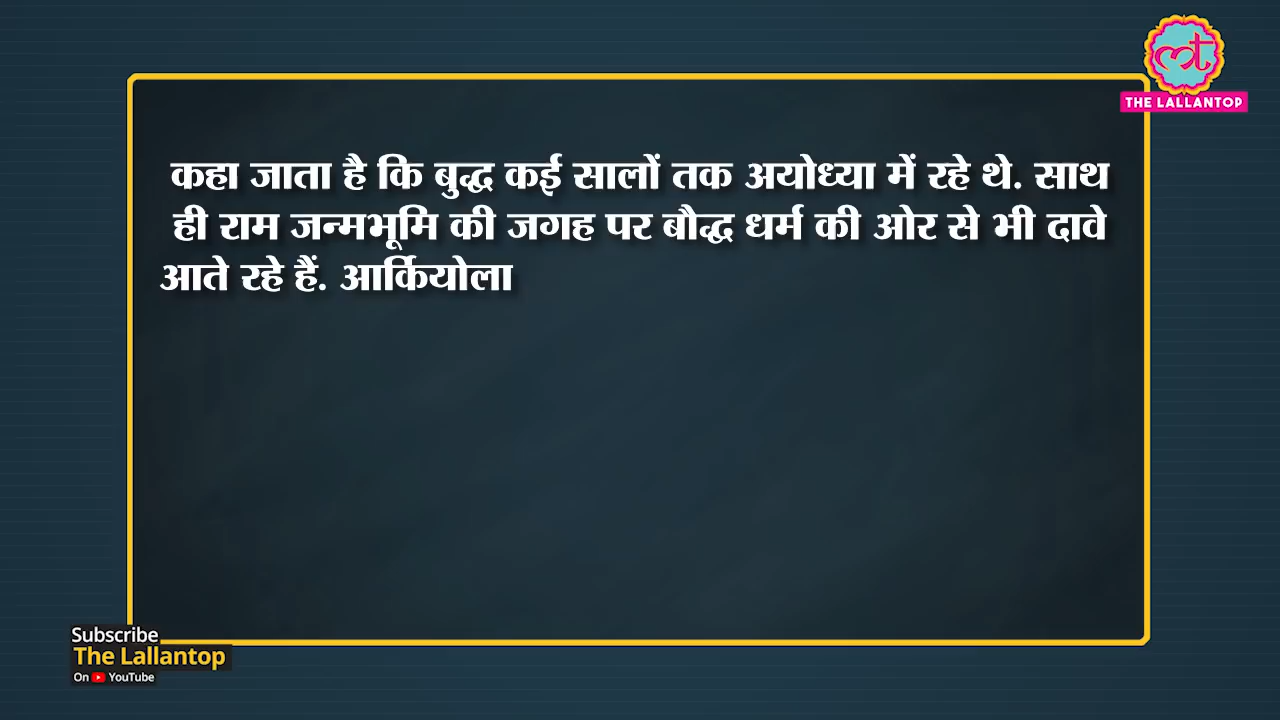 THE LALLANTOP
कहा जाता है कि बुद्ध कई सालों तक अयोध्या में रहे थे. साथ
ही राम जन्मभूमि की जगह पर बौद्ध धर्म की ओर से भी दावे
आते रहे हैं. आर्कियोला
Subscribe
The Lallantop
On YouTube